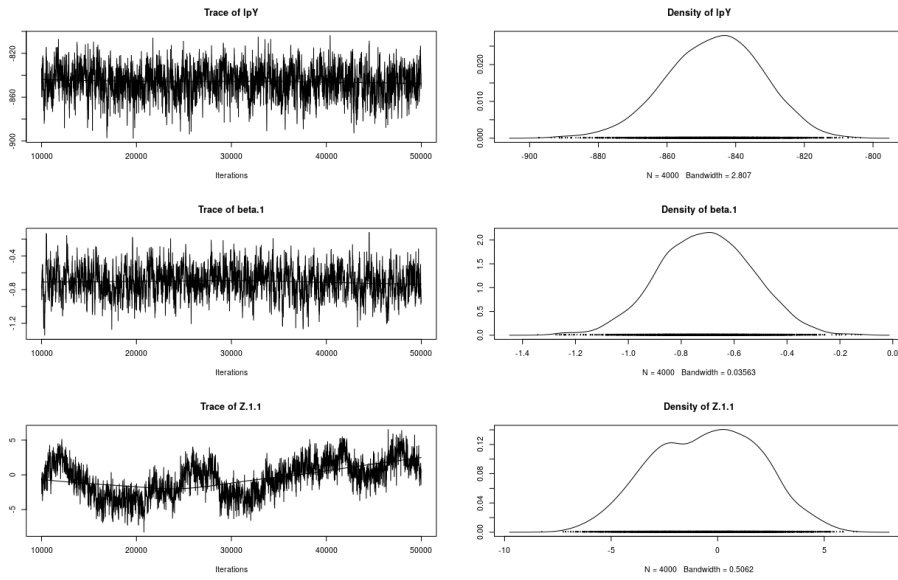 Trace of lpY
-900 -860 -820
10000 20000 30000 40000 50000
Iterations
Density of lpY
0.000 0.010 0.020
-900 -880 -860 -840 -820 -800
N = 4000 Bandwidth = 2.807
Trace of beta.1
-1.2 -0.8 -0.4
10000 20000 30000 40000 50000
Iterations
Density of beta.1
0.0 0.5 1.0 1.5 2.0
-1.4 -1.2 -1.0 -0.8 -0.6 -0.4 -0.2 0.0
N = 4000 Bandwidth = 0.03563
Trace of Z.1.1
-5 0 5
10000 20000 30000 40000 50000
Iterations
Density of Z.1.1
0.00 0.04 0.08 0.12
-10 -5 0 5
N = 4000 Bandwidth = 0.5062